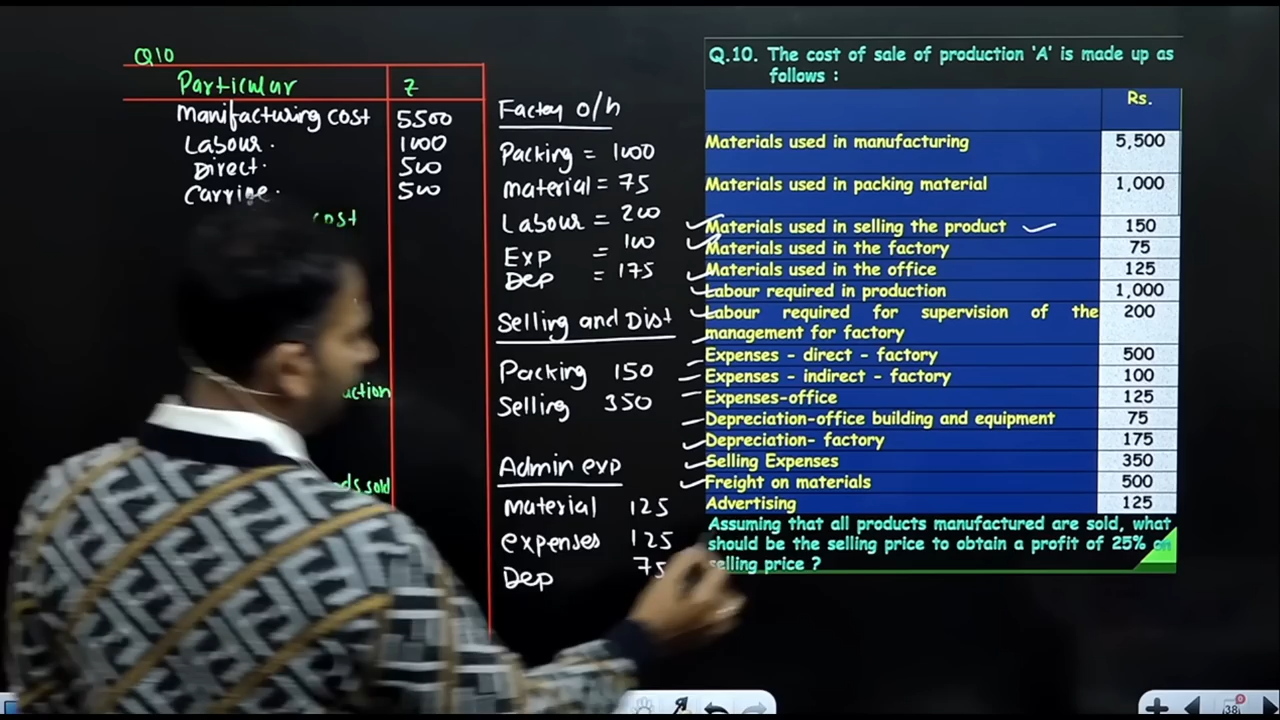 Q10
Particular ₹
Manifacturing cost 5500
Labour. 1000
Direct. 500
Carrige. 500
cost
uction
ds sold
Factory o/h
Packing = 1000
material = 75
Labour = 200
Exp = 100
Dep = 175
Selling and Dist
Packing 150
Selling 350
Admin exp
material 125
expenses 125
Dep 75
Q.10. The cost of sale of production ‘A’ is made up as
follows :
Rs.
Materials used in manufacturing 5,500
Materials used in packing material 1,000
Materials used in selling the product 150
Materials used in the factory 75
Materials used in the office 125
Labour required in production 1,000
Labour required for supervision of the 200
management for factory
Expenses - direct - factory 500
Expenses - indirect - factory 100
Expenses-office 125
Depreciation-office building and equipment 75
Depreciation- factory 175
Selling Expenses 350
Freight on materials 500
Advertising 125
Assuming that all products manufactured are sold, what
should be the selling price to obtain a profit of 25% on
selling price ?
38